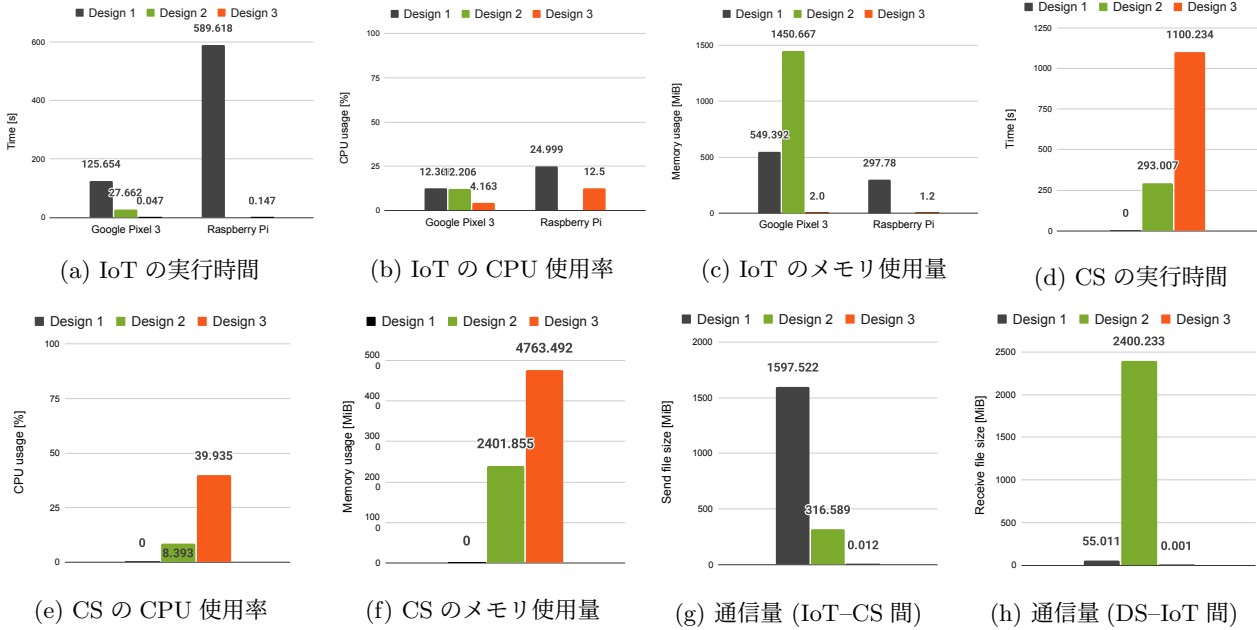 Design 1 Design 2 Design 3
589.618
600
400
200
0
Time [s]
125.654
27.662
0.047
0.147
Google Pixel 3 Raspberry Pi
(a) IoT の実行時間
Design 1 Design 2 Design 3
100
75
50
25
0
CPU usage [%]
12.206
4.163
24.999
12.5
Google Pixel 3 Raspberry Pi
(b) IoT の CPU 使用率
Design 1 Design 2 Design 3
1450.667
1500
1000
500
0
Memory usage [MiB]
549.392
2.0
297.78
1.2
Google Pixel 3 Raspberry Pi
(c) IoT のメモリ使用量
Design 1 Design 2 Design 3
1100.234
1250
1000
750
500
250
0
Time [s]
0
293.007
(d) CS の実行時間
Design 1 Design 2 Design 3
100
75
50
25
0
CPU usage [%]
0
8.393
39.935
(e) CS の CPU 使用率
Design 1 Design 2 Design 3
4763.492
500
0
400
0
300
0
200
0
100
0
0
Memory usage [MiB]
0
2401.855
(f) CS のメモリ使用量
Design 1 Design 2 Design 3
2000
1500
1000
500
0
Send file size [MiB]
1597.522
316.589
0.012
(g) 通信量 (IoT–CS 間)
Design 1 Design 2 Design 3
2400.233
2500
2000
1500
1000
500
0
Receive file size [MiB]
55.011
0.001
(h) 通信量 (DS–IoT 間)